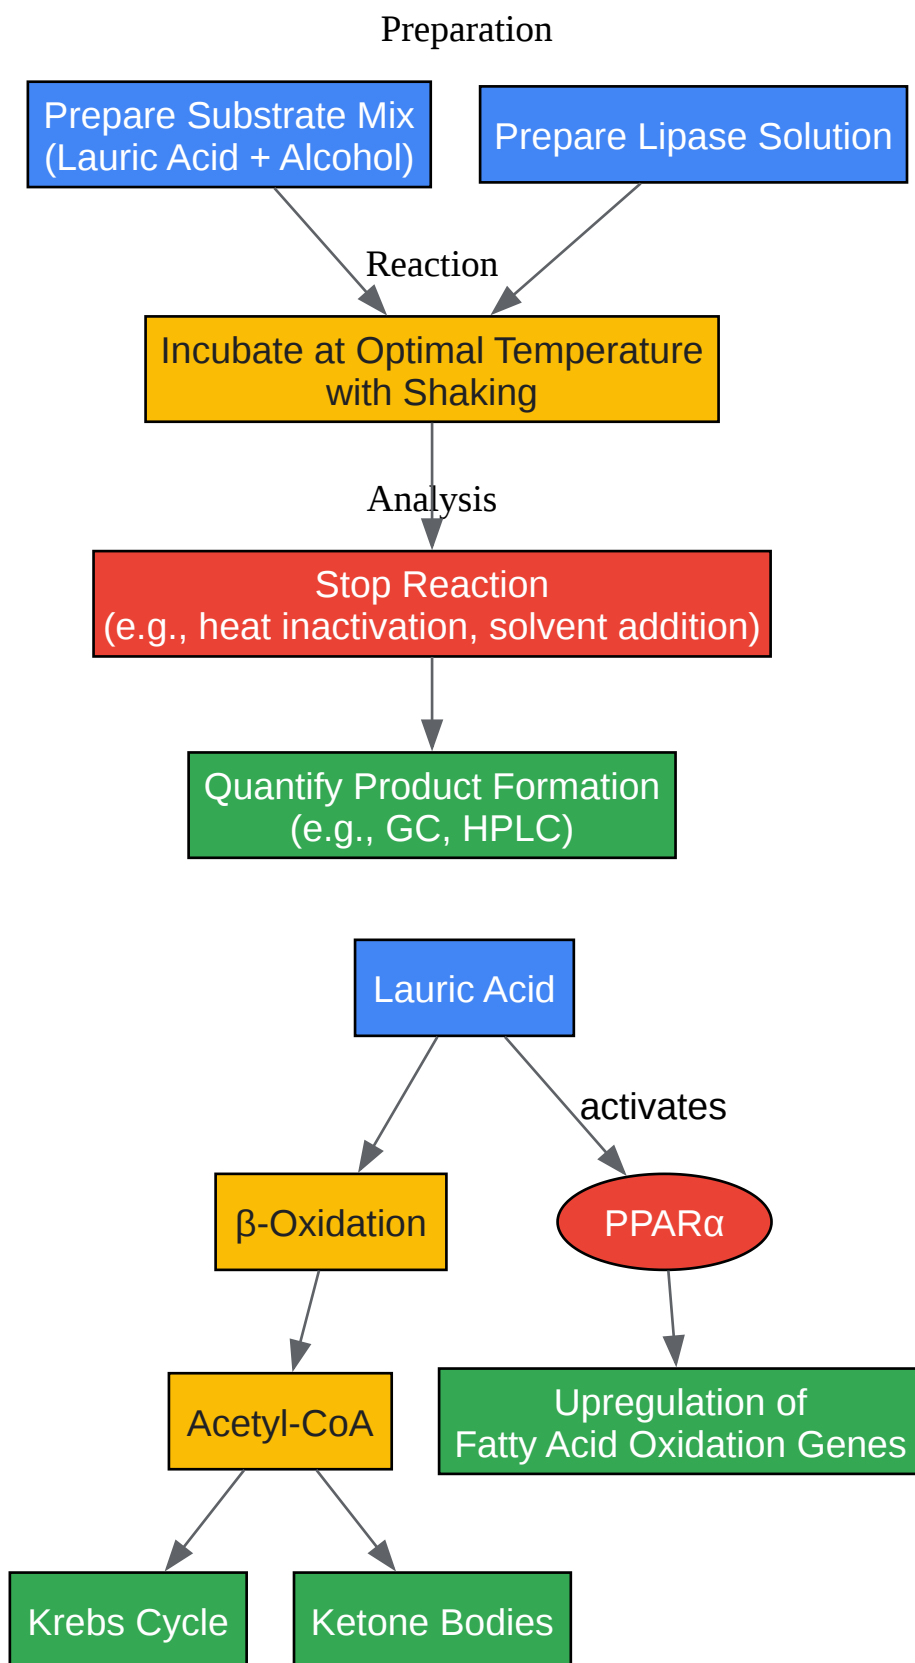 Preparation
Prepare Substrate Mix
(Lauric Acid + Alcohol)
Prepare Lipase Solution
Reaction
Incubate at Optimal Temperature
with Shaking
Analysis
Stop Reaction
(e.g., heat inactivation, solvent addition)
Quantify Product Formation
(e.g., GC, HPLC)
Lauric Acid
activates
β-Oxidation
PPARα
Acetyl-CoA
Upregulation of
Fatty Acid Oxidation Genes
Krebs Cycle
Ketone Bodies